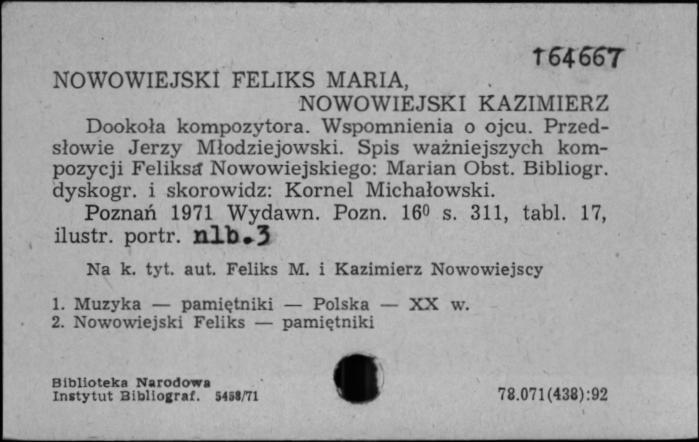 T64667
NOWOWIEJSKI FELIKS MARIA,
NOWOWIEJSKI KAZIMIERZ
Dookoła kompozytora. Wspomnienia o ojcu. Przed-
słowie Jerzy Młodziejowski. Spis ważniejszych kom-
pozycji Feliksa Nowowiejskiego: Marian Obst. Bibliogr.
dyskogr. i skorowidz: Kornel Michałowski.
Poznań 1971 Wydawn. Pozn. 16⁰ s. 311, tabl. 17,
ilustr. portr. nlb.3
Na k. tyt. aut. Feliks M. i Kazimierz Nowowiejscy
1. Muzyka — pamiętniki — Polska — XX w.
2. Nowowiejski Feliks — pamiętniki
Biblioteka Narodowa
Instytut Bibliograf. 5458/71
78.071(438):92